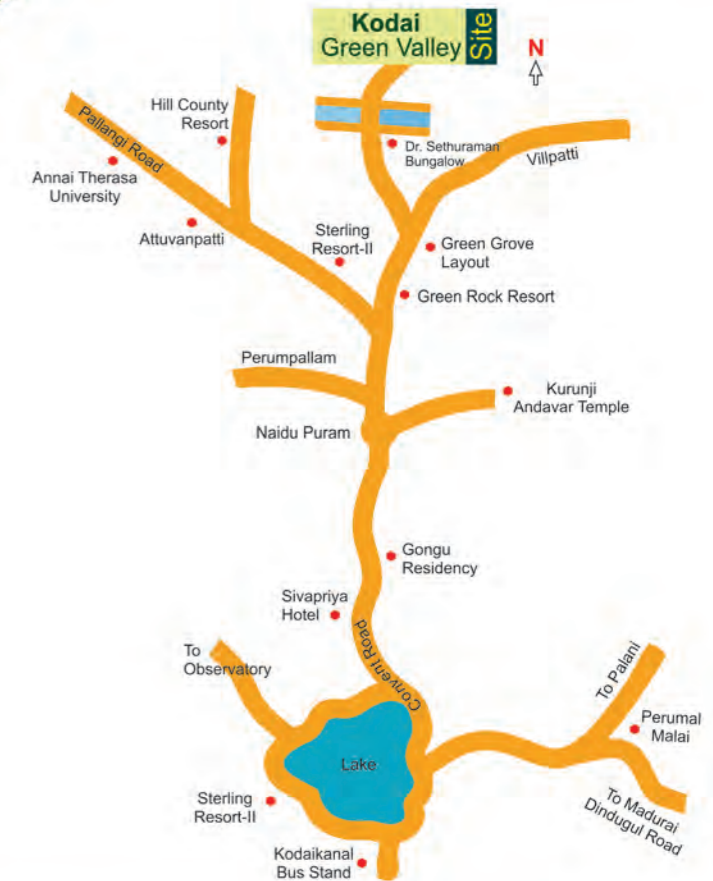 Kodai
Green Valley
Site
N
Hill County
Resort
Pallangi Road
Dr. Sethuraman
Bungalow
Villpatti
Annai Therasa
University
Attuvanpatti
Sterling
Resort-II
Green Grove
Layout
Green Rock Resort
Perumpallam
Kurunji
Andavar Temple
Naidu Puram
Gongu
Residency
Sivapriya
Hotel
Convent Road
To
Observatory
To Palani
Perumal
Malai
Lake
Sterling
Resort-II
To Madurai
Dindugul Road
Kodaikanal
Bus Stand